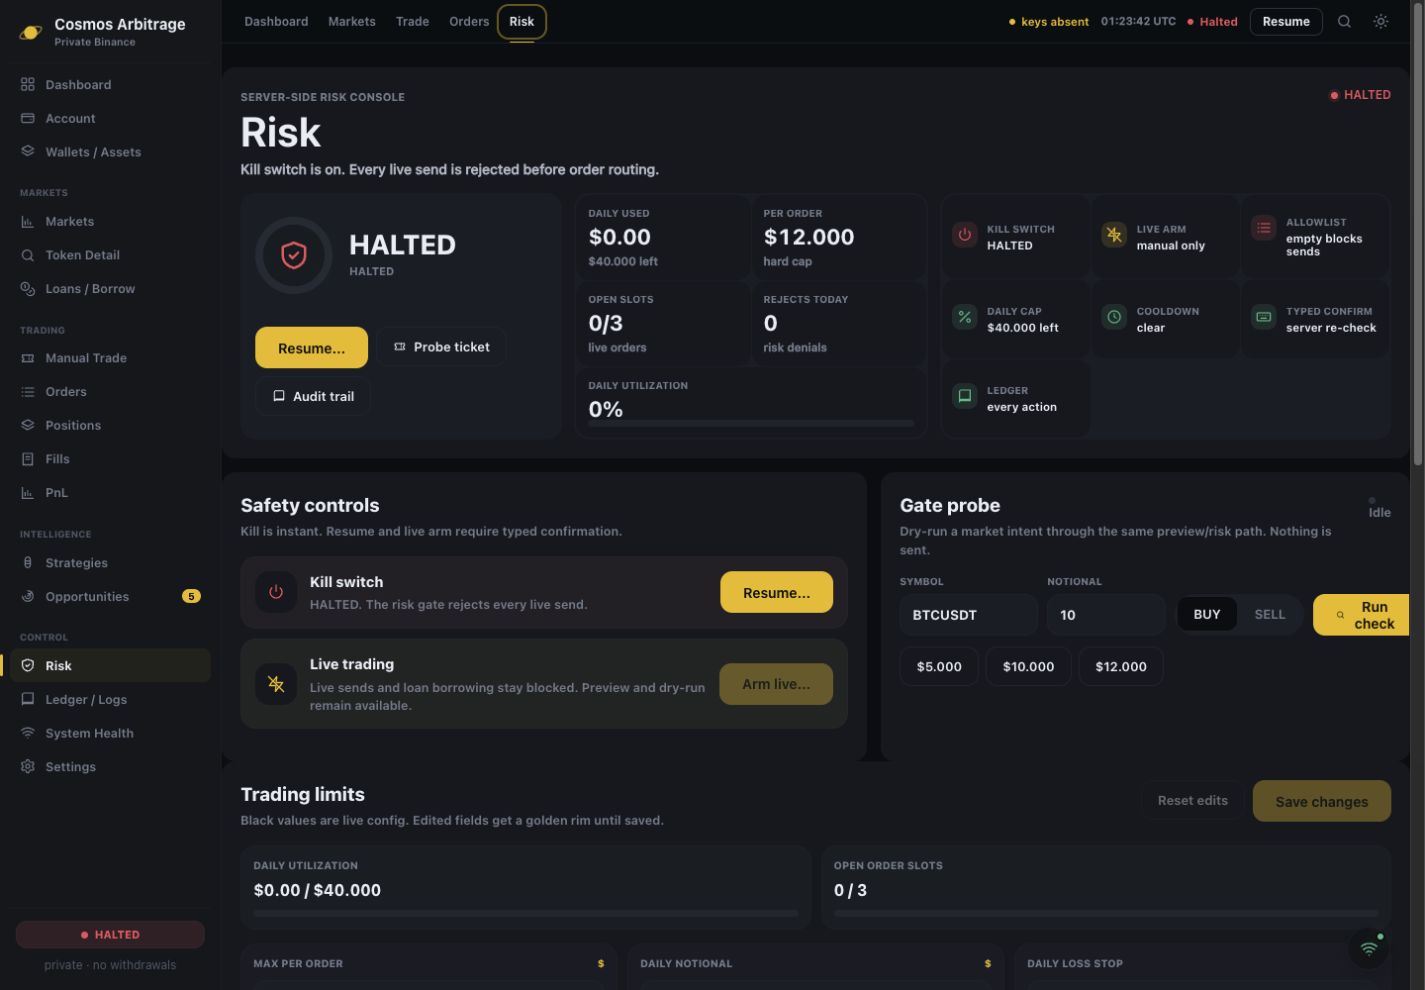 Cosmos Arbitrage
Private Binance
Dashboard
Account
Wallets / Assets
MARKETS
Markets
Token Detail
Loans / Borrow
TRADING
Manual Trade
Orders
Positions
Fills
PnL
INTELLIGENCE
Strategies
Opportunities 5
CONTROL
Risk
Ledger / Logs
System Health
Settings
HALTED
private · no withdrawals
Dashboard Markets Trade Orders Risk
keys absent 01:23:42 UTC Halted Resume
SERVER-SIDE RISK CONSOLE
HALTED
Risk
Kill switch is on. Every live send is rejected before order routing.
HALTED
HALTED
Resume...
Probe ticket
Audit trail
DAILY USED
$0.00
$40.000 left
PER ORDER
$12.000
hard cap
OPEN SLOTS
0/3
live orders
REJECTS TODAY
0
risk denials
DAILY UTILIZATION
0%
KILL SWITCH
HALTED
LIVE ARM
manual only
ALLOWLIST
empty blocks
sends
DAILY CAP
$40.000 left
COOLDOWN
clear
TYPED CONFIRM
server re-check
LEDGER
every action
Safety controls
Kill is instant. Resume and live arm require typed confirmation.
Kill switch
HALTED. The risk gate rejects every live send.
Resume...
Live trading
Live sends and loan borrowing stay blocked. Preview and dry-run
remain available.
Arm live...
Gate probe
Idle
Dry-run a market intent through the same preview/risk path. Nothing is
sent.
SYMBOL
BTCUSDT
NOTIONAL
10
BUY SELL
Run
check
$5.000 $10.000 $12.000
Trading limits
Black values are live config. Edited fields get a golden rim until saved.
Reset edits
Save changes
DAILY UTILIZATION
$0.00 / $40.000
OPEN ORDER SLOTS
0 / 3
MAX PER ORDER $
DAILY NOTIONAL $
DAILY LOSS STOP